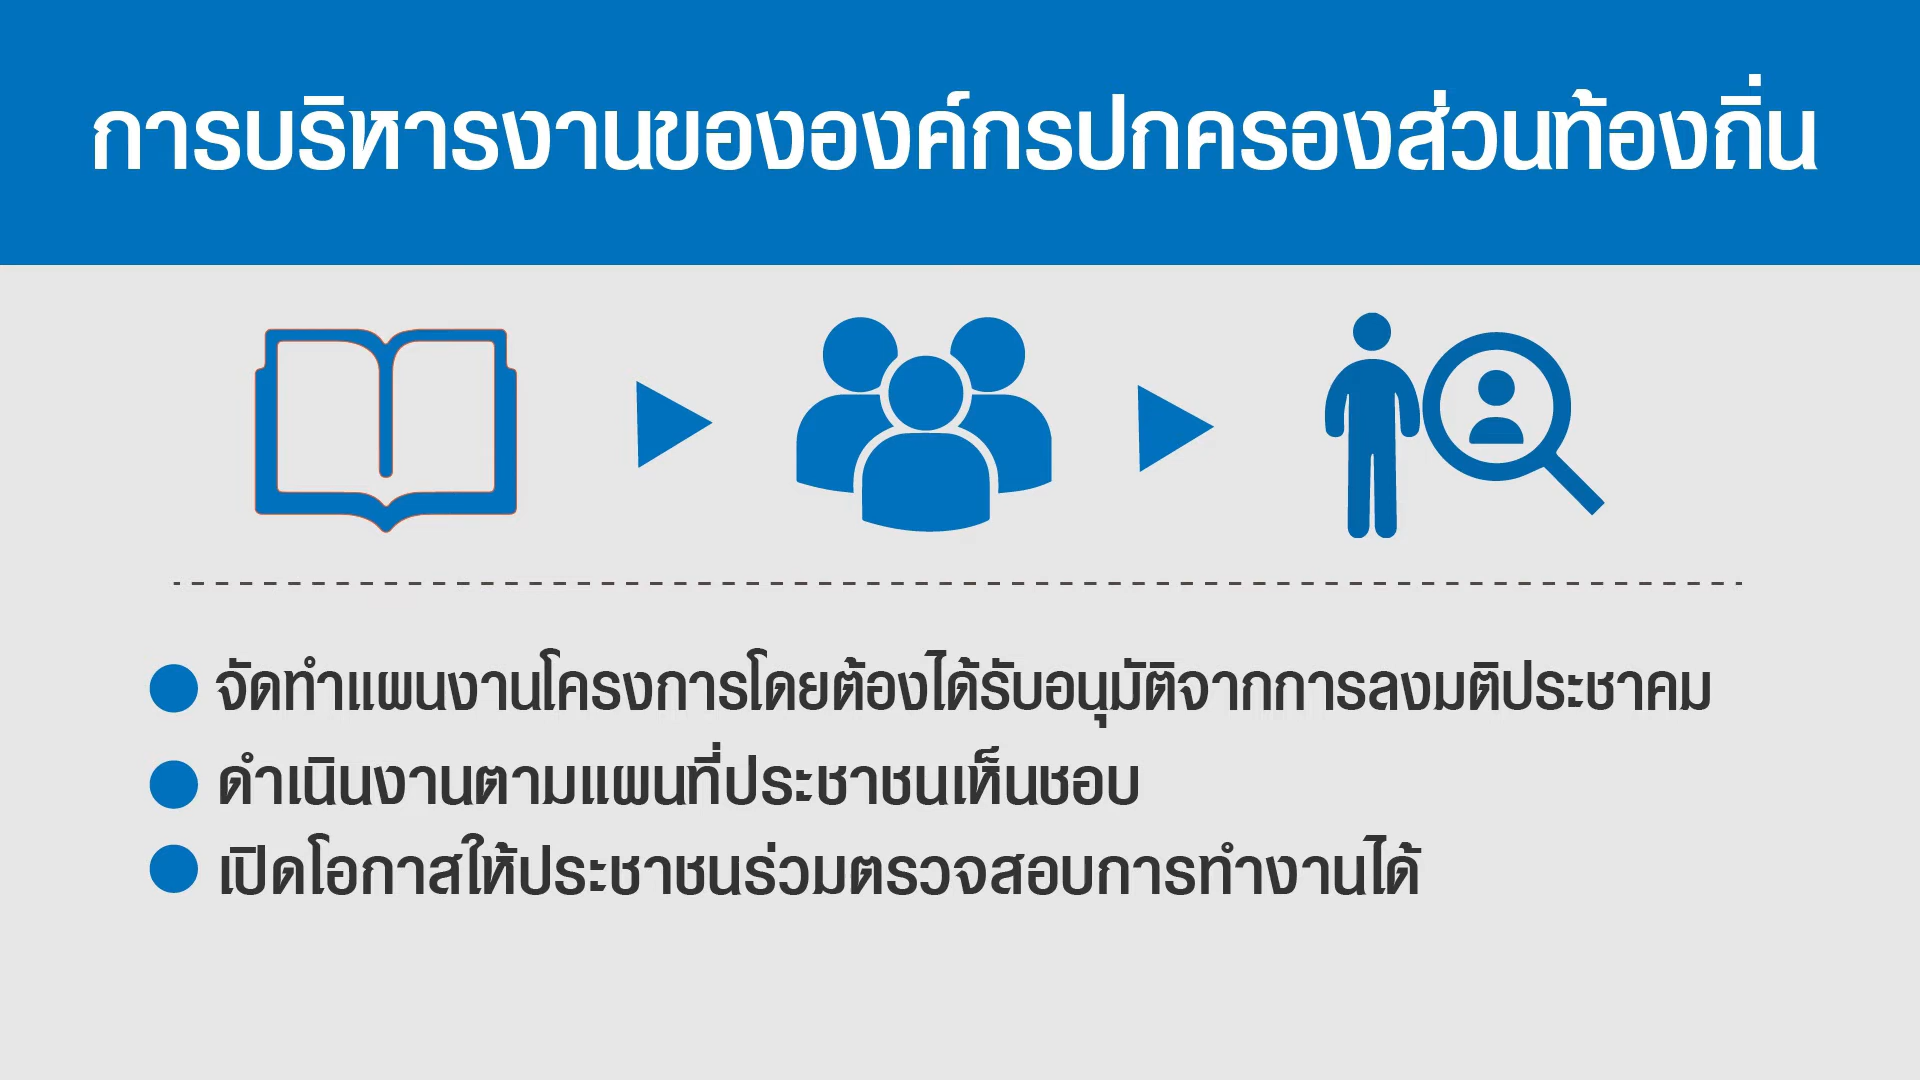 การบริหารงานขององค์กรปกครองส่วนท้องถิ่น
จัดทำแผนงานโครงการโดยต้องได้รับอนุมัติจากการลงมติประชาคม
ดำเนินงานตามแผนที่ประชาชนเห็นชอบ
เปิดโอกาสให้ประชาชนร่วมตรวจสอบการทำงานได้